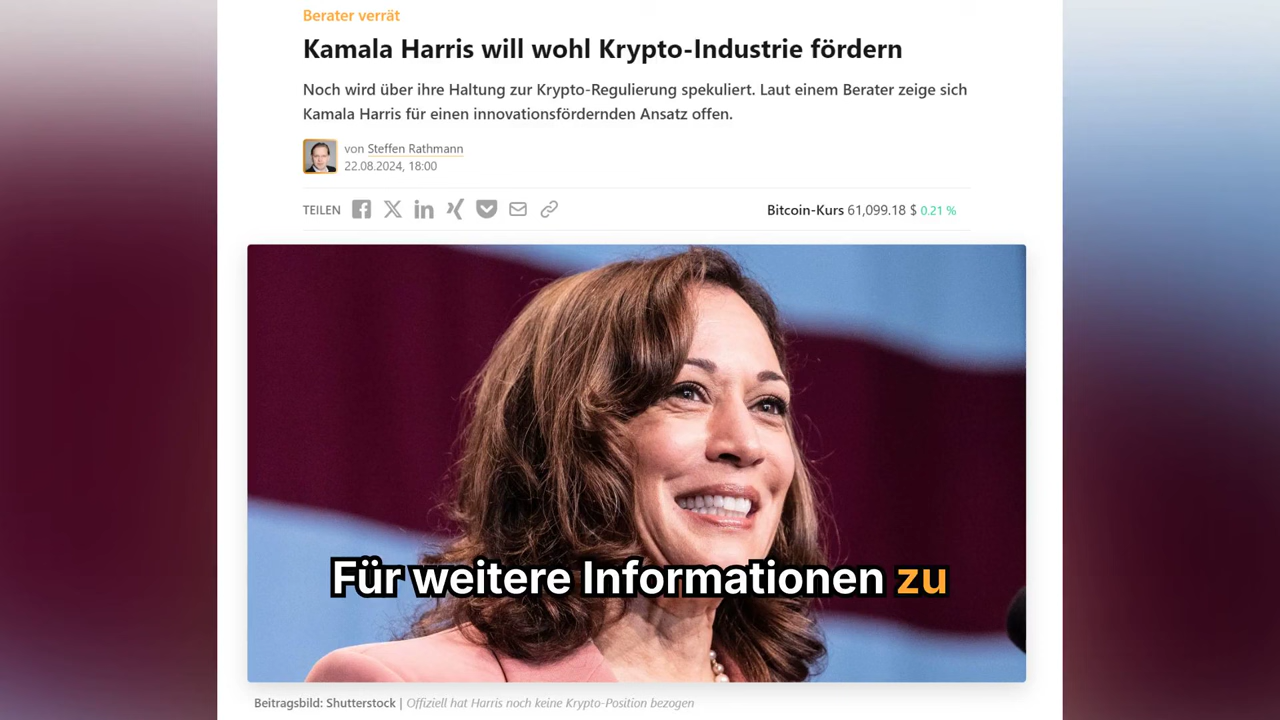 Berater verrät
Kamala Harris will wohl Krypto-Industrie fördern
Noch wird über ihre Haltung zur Krypto-Regulierung spekuliert. Laut einem Berater zeige sich
Kamala Harris für einen innovationsfördernden Ansatz offen.
von Steffen Rathmann
22.08.2024, 18:00
TEILEN
Bitcoin-Kurs 61,099.18 $ 0.21 %
Für weitere Informationen zu
Beitragsbild: Shutterstock | Offiziell hat Harris noch keine Krypto-Position bezogen